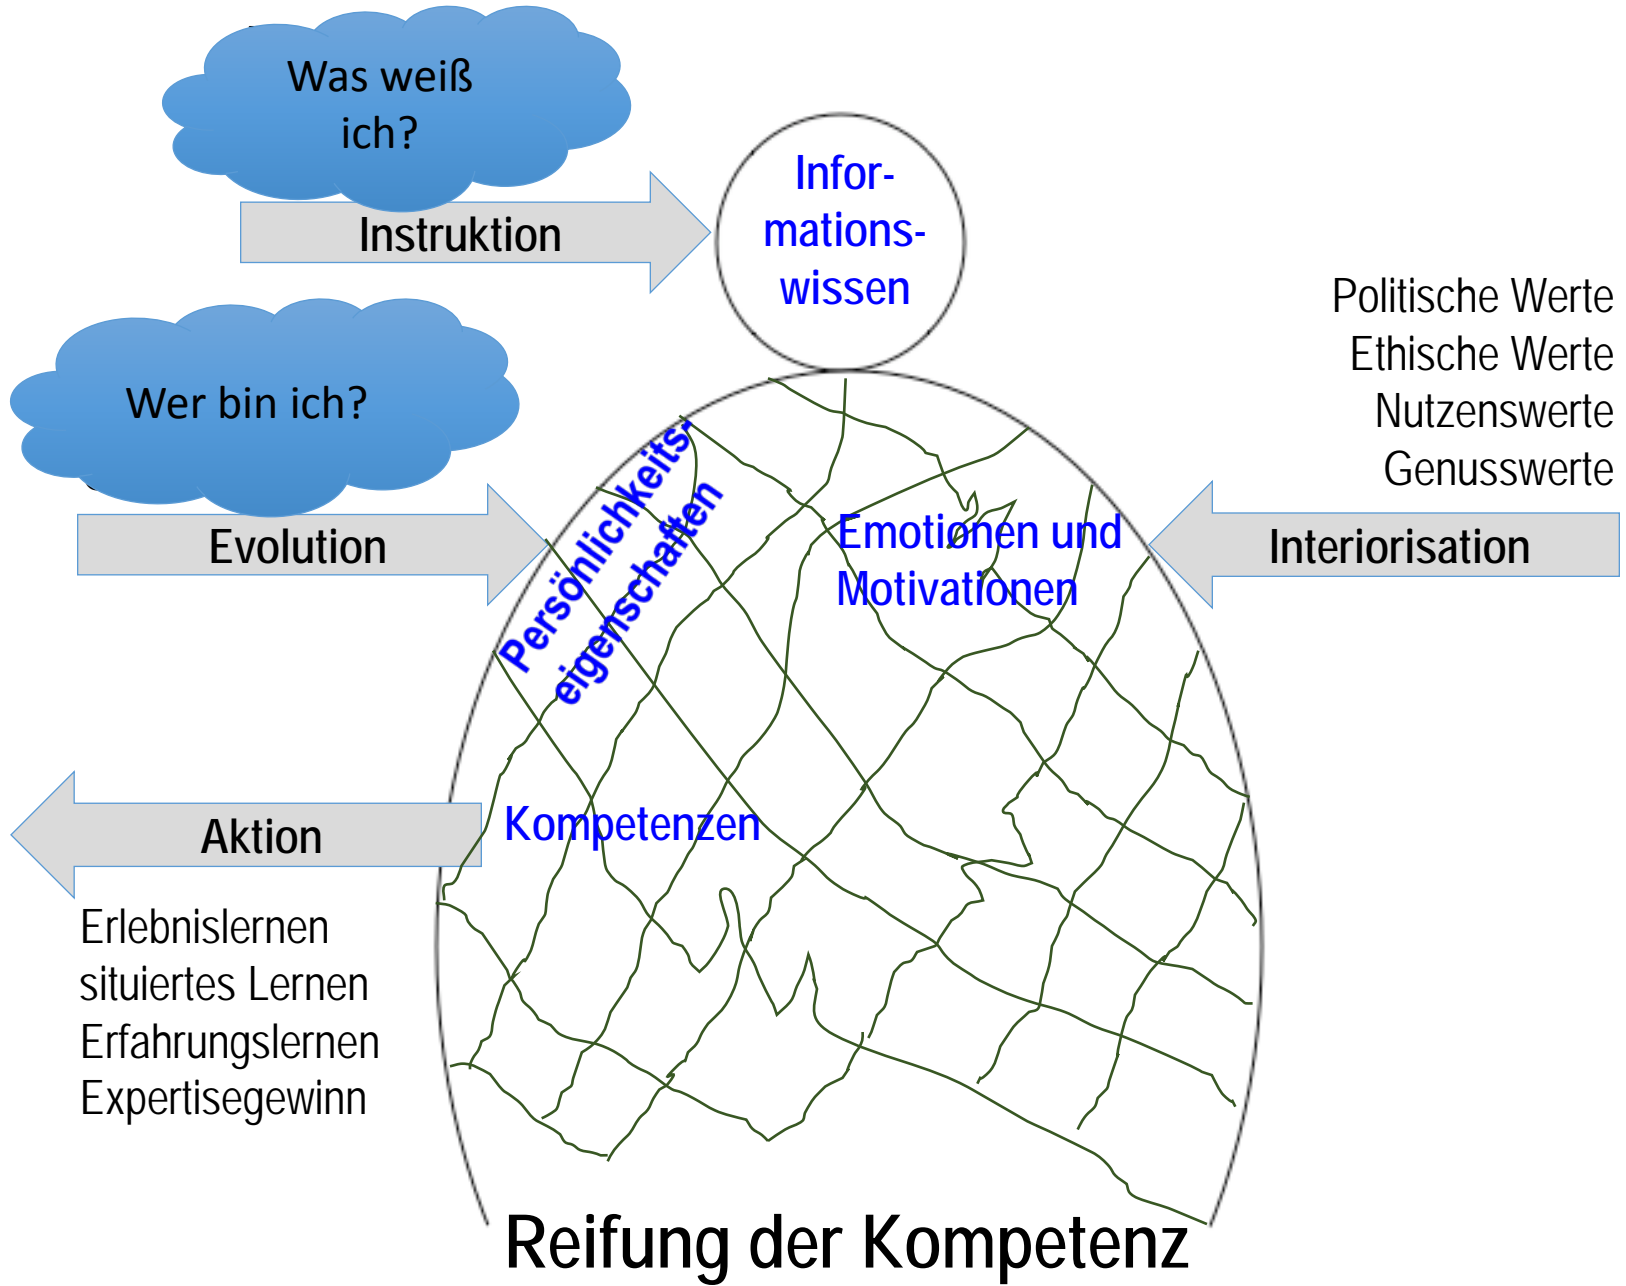 Was weiß
ich?
Instruktion
Infor-
mations-
wissen
Politische Werte
Ethische Werte
Nutzenswerte
Genusswerte
Wer bin ich?
Evolution
Persönlichkeits-
eigenschaften
Emotionen und
Motivationen
Interiorisation
Kompetenzen
Aktion
Erlebnislernen
situiertes Lernen
Erfahrungslernen
Expertisegewinn
Reifung der Kompetenz